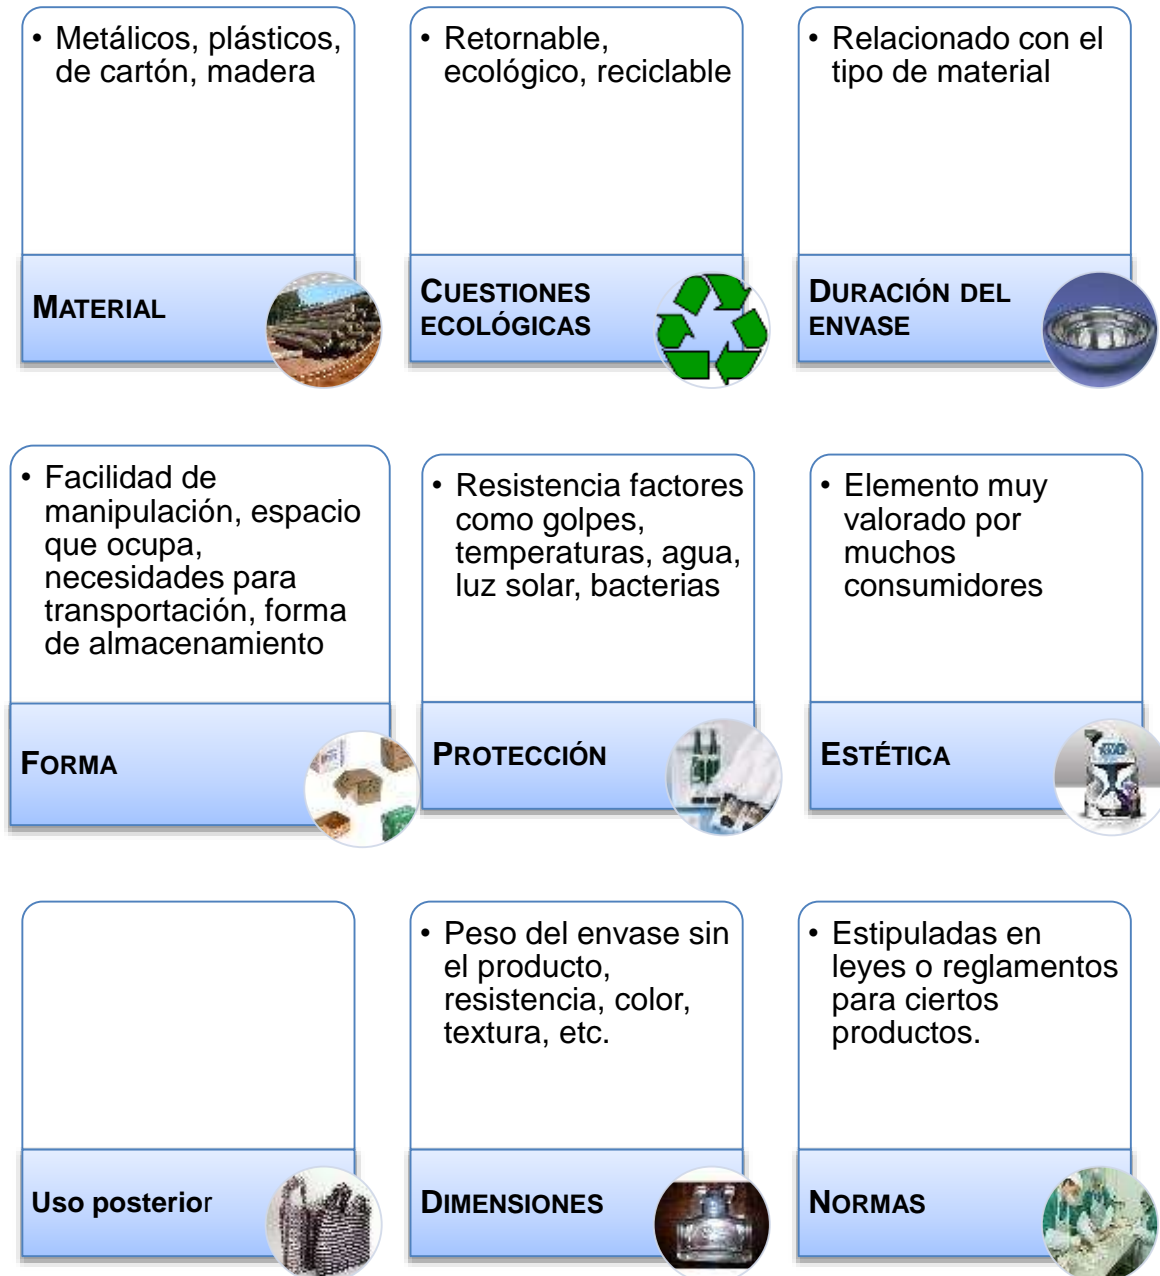 • Metálicos, plásticos,
de cartón, madera
MATERIAL
• Retornable,
ecológico, reciclable
CUESTIONES
ECOLÓGICAS
• Relacionado con el
tipo de material
DURACIÓN DEL
ENVASE
• Facilidad de
manipulación, espacio
que ocupa,
necesidades para
transportación, forma
de almacenamiento
FORMA
• Resistencia factores
como golpes,
temperaturas, agua,
luz solar, bacterias
PROTECCIÓN
• Elemento muy
valorado por
muchos
consumidores
ESTÉTICA
Uso posterior
• Peso del envase sin
el producto,
resistencia, color,
textura, etc.
DIMENSIONES
• Estipuladas en
leyes o reglamentos
para ciertos
productos.
NORMAS